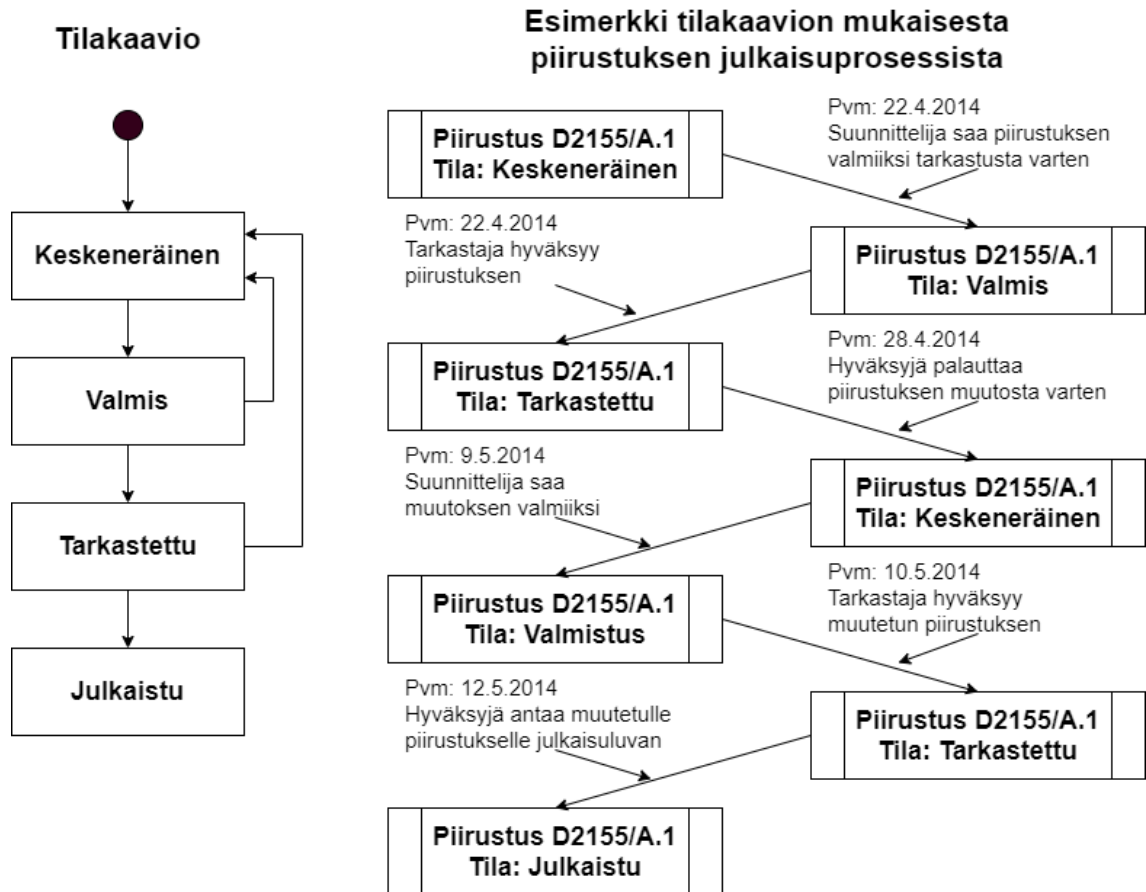 Tilakaavio
Keskeneräinen
Valmis
Tarkastettu
Julkaistu
Esimerkki tilakaavion mukaisesta
piirustuksen julkaisuprosessista
Piirustus D2155/A.1
Tila: Keskeneräinen
Pvm: 22.4.2014
Suunnittelija saa piirustuksen
valmiiksi tarkastusta varten
Piirustus D2155/A.1
Tila: Valmis
Pvm: 22.4.2014
Tarkastaja hyväksyy
piirustuksen
Piirustus D2155/A.1
Tila: Tarkastettu
Pvm: 28.4.2014
Hyväksyjä palauttaa
piirustuksen muutosta varten
Piirustus D2155/A.1
Tila: Keskeneräinen
Pvm: 9.5.2014
Suunnittelija saa
muutoksen valmiiksi
Piirustus D2155/A.1
Tila: Valmistus
Pvm: 10.5.2014
Tarkastaja hyväksyy
muutetun piirustuksen
Piirustus D2155/A.1
Tila: Tarkastettu
Pvm: 12.5.2014
Hyväksyjä antaa muutetulle
piirustukselle julkaisuluvan
Piirustus D2155/A.1
Tila: Julkaistu